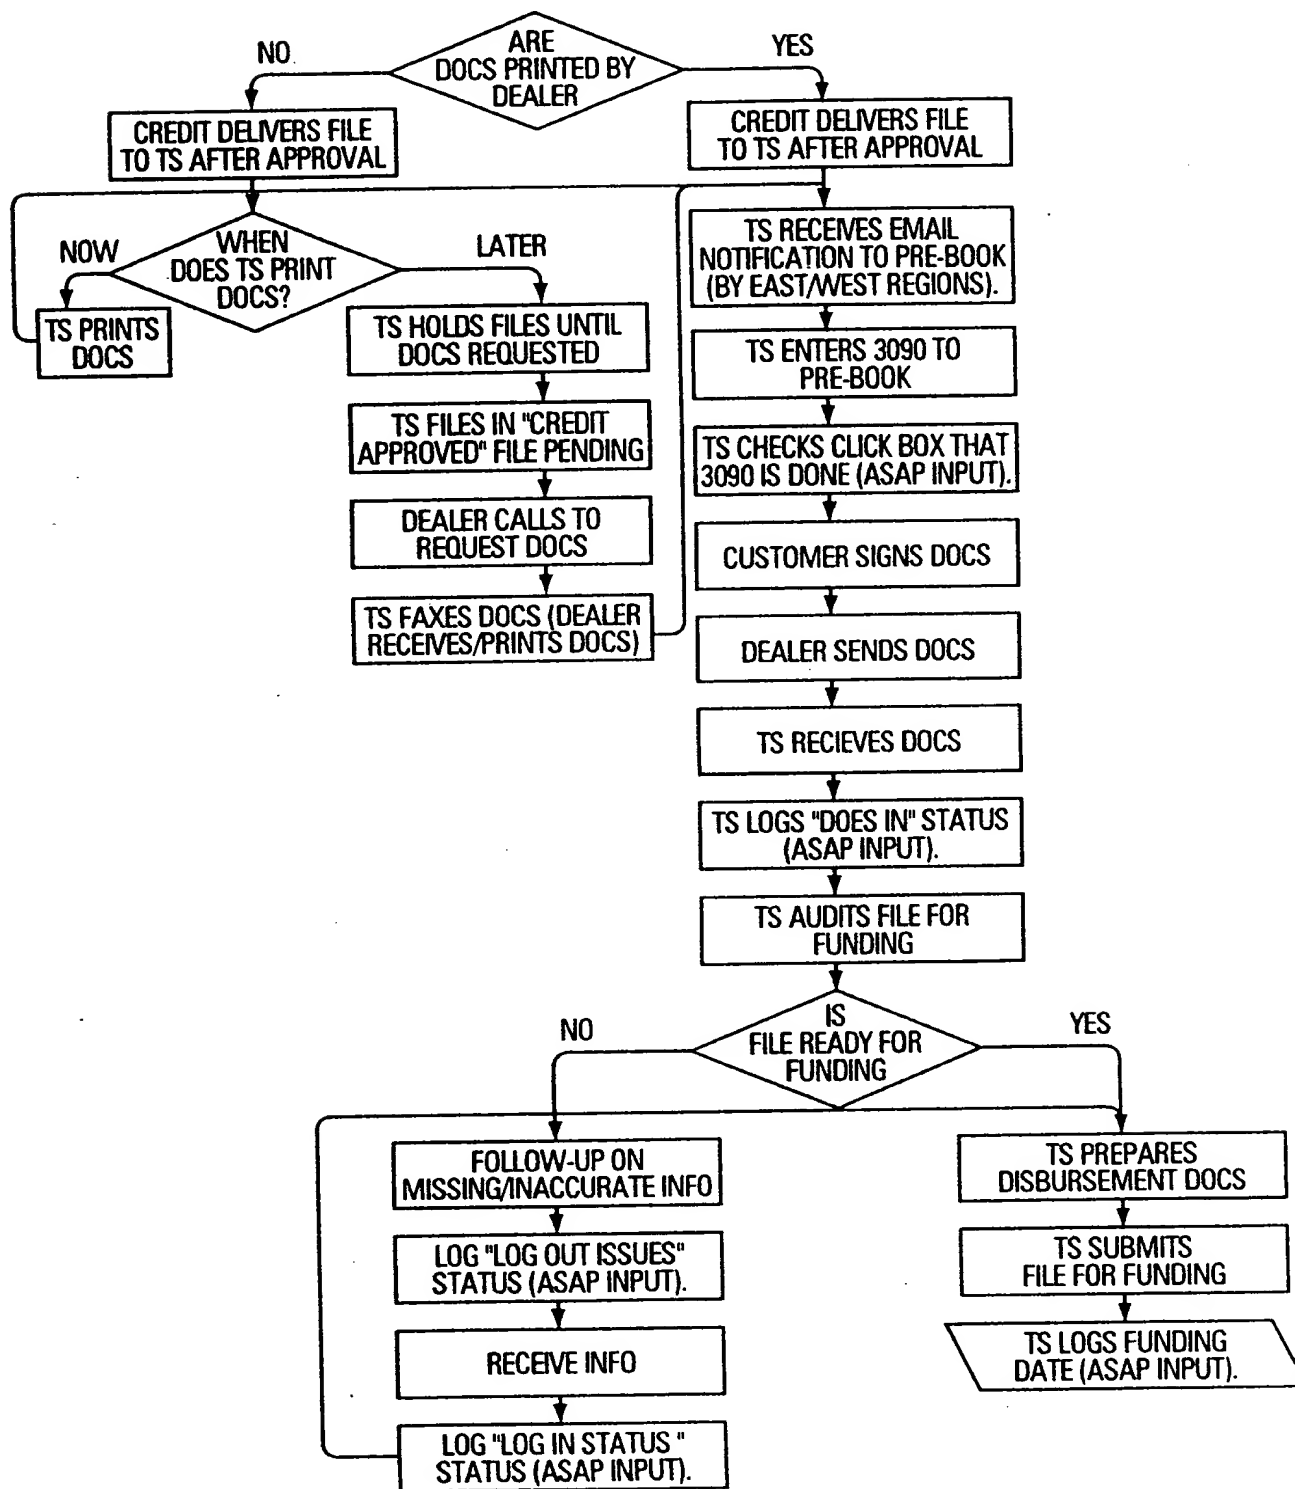 ARE
DOCS PRINTED BY
DEALER
NO
YES
CREDIT DELIVERS FILE
TO TS AFTER APPROVAL
CREDIT DELIVERS FILE
TO TS AFTER APPROVAL
WHEN
DOES TS PRINT
DOCS?
NOW
LATER
TS PRINTS
DOCS
TS HOLDS FILES UNTIL
DOCS REQUESTED
TS FILES IN "CREDIT
APPROVED" FILE PENDING
DEALER CALLS TO
REQUEST DOCS
TS FAXES DOCS (DEALER
RECEIVES/PRINTS DOCS)
TS RECEIVES EMAIL
NOTIFICATION TO PRE-BOOK
(BY EAST/WEST REGIONS).
TS ENTERS 3090 TO
PRE-BOOK
TS CHECKS CLICK BOX THAT
3090 IS DONE (ASAP INPUT).
CUSTOMER SIGNS DOCS
DEALER SENDS DOCS
TS RECIEVES DOCS
TS LOGS "DOES IN" STATUS
(ASAP INPUT).
TS AUDITS FILE FOR
FUNDING
IS
FILE READY FOR
FUNDING
NO
YES
FOLLOW-UP ON
MISSING/INACCURATE INFO
LOG "LOG OUT ISSUES"
STATUS (ASAP INPUT).
RECEIVE INFO
LOG "LOG IN STATUS "
STATUS (ASAP INPUT).
TS PREPARES
DISBURSEMENT DOCS
TS SUBMITS
FILE FOR FUNDING
TS LOGS FUNDING
DATE (ASAP INPUT).